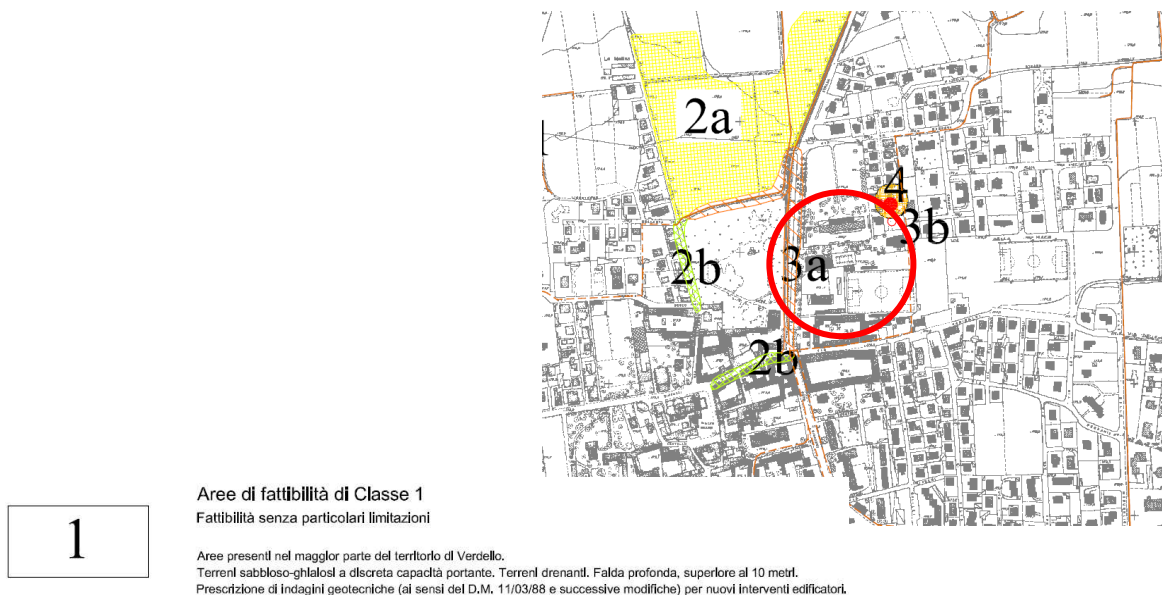 2a
4
3b
3a
2b
2b
1
Aree di fattibilità di Classe 1
Fattibilità senza particolari limitazioni
Aree presenti nel maggior parte del territorio di Verdello.
Terreni sabbioso-ghiaiosi a discreta capacità portante. Terreni drenanti. Falda profonda, superiore al 10 metri.
Prescrizione di indagini geotecniche (ai sensi del D.M. 11/03/88 e successive modifiche) per nuovi interventi edificatori.